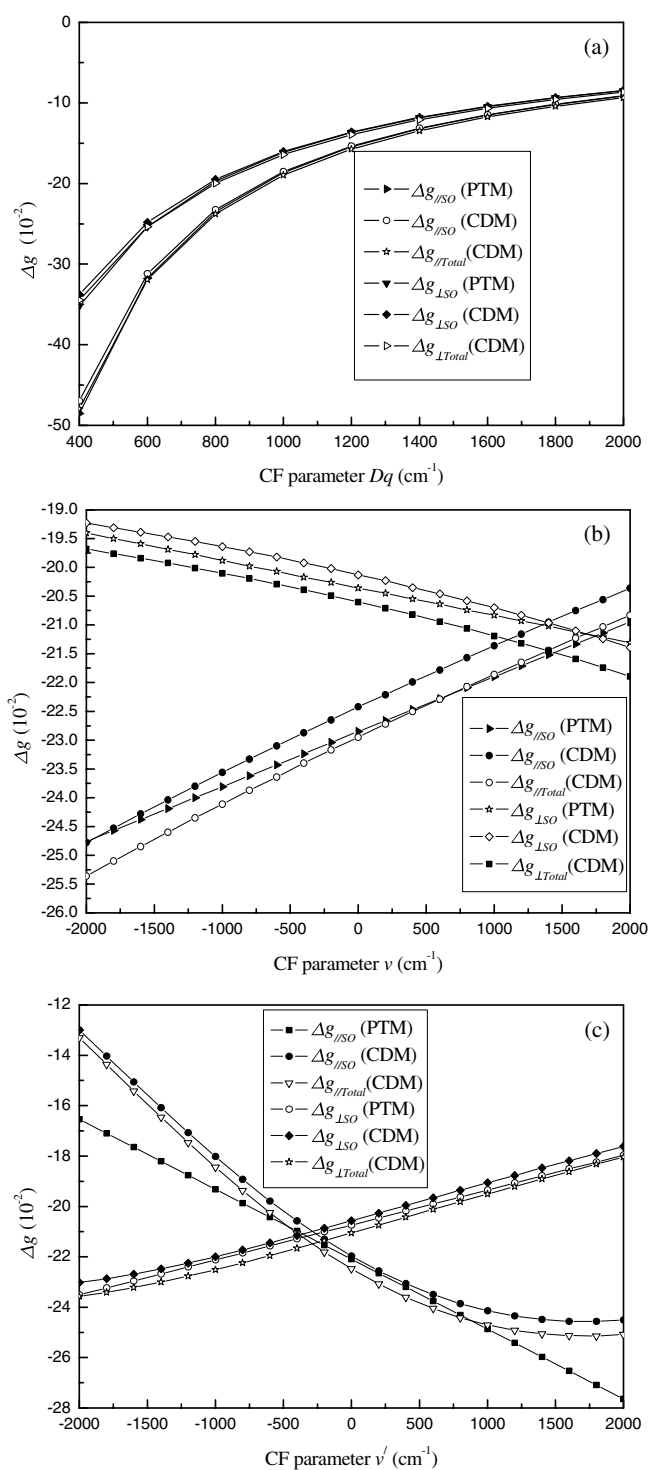 (a)
0
-10
-20
-30
-40
-50
Δg (10⁻²)
Δg//SO (PTM)
Δg//SO (CDM)
Δg//Total(CDM)
Δg⊥SO (PTM)
Δg⊥SO (CDM)
Δg⊥Total(CDM)
400 600 800 1000 1200 1400 1600 1800 2000
CF parameter Dq (cm⁻¹)
(b)
-19.0
-19.5
-20.0
-20.5
-21.0
-21.5
-22.0
-22.5
-23.0
-23.5
-24.0
-24.5
-25.0
-25.5
-26.0
Δg (10⁻²)
Δg//SO (PTM)
Δg//SO (CDM)
Δg//Total(CDM)
Δg⊥SO (PTM)
Δg⊥SO (CDM)
Δg⊥Total(CDM)
-2000 -1500 -1000 -500 0 500 1000 1500 2000
CF parameter v (cm⁻¹)
(c)
-12
-14
-16
-18
-20
-22
-24
-26
-28
Δg (10⁻²)
Δg//SO (PTM)
Δg//SO (CDM)
Δg//Total(CDM)
Δg⊥SO (PTM)
Δg⊥SO (CDM)
Δg⊥Total(CDM)
-2000 -1500 -1000 -500 0 500 1000 1500 2000
CF parameter v′ (cm⁻¹)